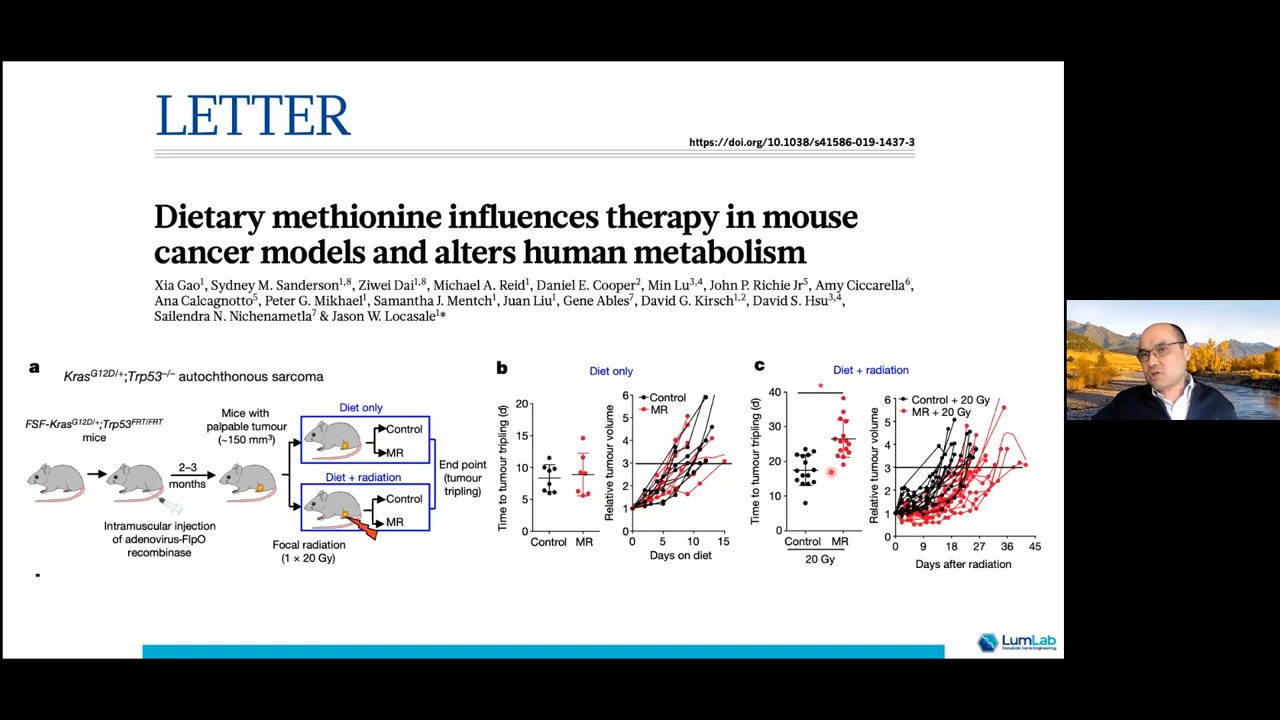 LETTER
https://doi.org/10.1038/s41586-019-1437-3
Dietary methionine influences therapy in mouse
cancer models and alters human metabolism
Xia Gao1, Sydney M. Sanderson1,8, Ziwei Dai1,8, Michael A. Reid1, Daniel E. Cooper2, Min Lu3,4, John P. Richie Jr5, Amy Ciccarella6,
Ana Calcagnotto5, Peter G. Mikhael1, Samantha J. Mentch1, Juan Liu1, Gene Ables7, David G. Kirsch1,2, David S. Hsu3,4,
Sailendra N. Nichenametla7 & Jason W. Locasale1*
a
KrasG12D/+;Trp53–/– autochthonous sarcoma
FSF-KrasG12D/+;Trp53FRT/FRT
mice
2–3
months
Intramuscular injection
of adenovirus-FlpO
recombinase
Mice with
palpable tumour
(~150 mm3)
Diet only
Control
MR
Diet + radiation
Control
MR
Focal radiation
(1 × 20 Gy)
End point
(tumour
tripling)
b
Diet only
Time to tumour tripling (d)
20
15
10
5
0
Control MR
Relative tumour volume
6
5
4
3
2
1
0
Control
MR
0 5 10 15
Days on diet
c
Diet + radiation
Time to tumour tripling (d)
40
30
20
10
0
*
Control MR
20 Gy
Relative tumour volume
6
5
4
3
2
1
0
Control + 20 Gy
MR + 20 Gy
0 9 18 27 36 45
Days after radiation
LumLab
Metabolic Gene Engineering